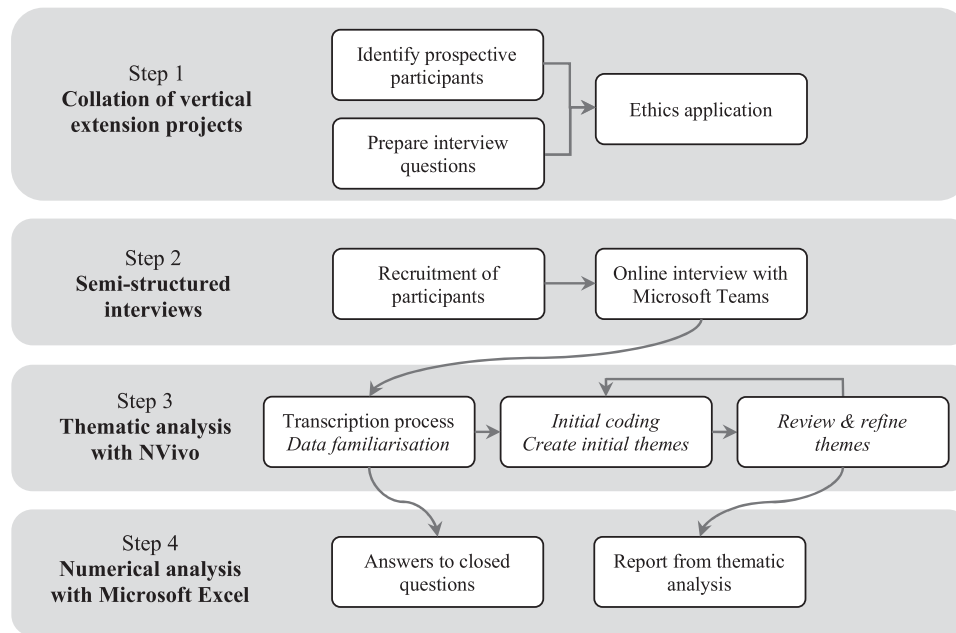 Step 1
Collation of vertical
extension projects
Identify prospective
participants
Prepare interview
questions
Ethics application
Step 2
Semi-structured
interviews
Recruitment of
participants
Online interview with
Microsoft Teams
Step 3
Thematic analysis
with NVivo
Transcription process
Data familiarisation
Initial coding
Create initial themes
Review & refine
themes
Step 4
Numerical analysis
with Microsoft Excel
Answers to closed
questions
Report from thematic
analysis